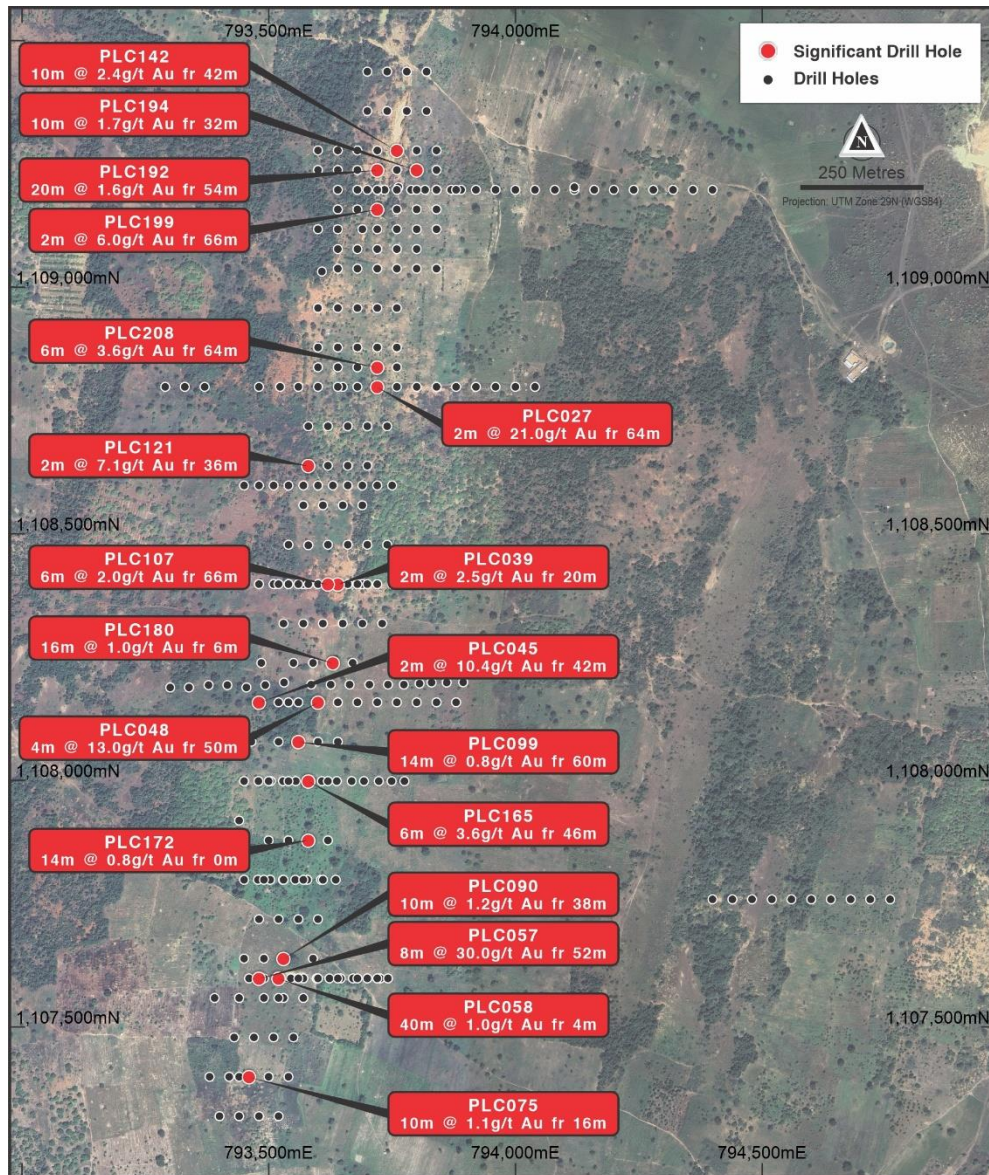 793,500mE
794,000mE
PLC142
10m @ 2.4g/t Au fr 42m
PLC194
10m @ 1.7g/t Au fr 32m
PLC192
20m @ 1.6g/t Au fr 54m
PLC199
2m @ 6.0g/t Au fr 66m
Significant Drill Hole
Drill Holes
N
250 Metres
Projection: UTM Zone 29N (WGS84)
1,109,000mN
1,109,000mN
PLC208
6m @ 3.6g/t Au fr 64m
PLC027
2m @ 21.0g/t Au fr 64m
PLC121
2m @ 7.1g/t Au fr 36m
1,108,500mN
1,108,500mN
PLC107
6m @ 2.0g/t Au fr 66m
PLC039
2m @ 2.5g/t Au fr 20m
PLC180
16m @ 1.0g/t Au fr 6m
PLC045
2m @ 10.4g/t Au fr 42m
PLC048
4m @ 13.0g/t Au fr 50m
PLC099
14m @ 0.8g/t Au fr 60m
1,108,000mN
1,108,000mN
PLC165
6m @ 3.6g/t Au fr 46m
PLC172
14m @ 0.8g/t Au fr 0m
PLC090
10m @ 1.2g/t Au fr 38m
PLC057
8m @ 30.0g/t Au fr 52m
PLC058
40m @ 1.0g/t Au fr 4m
1,107,500mN
1,107,500mN
PLC075
10m @ 1.1g/t Au fr 16m
793,500mE
794,000mE
794,500mE